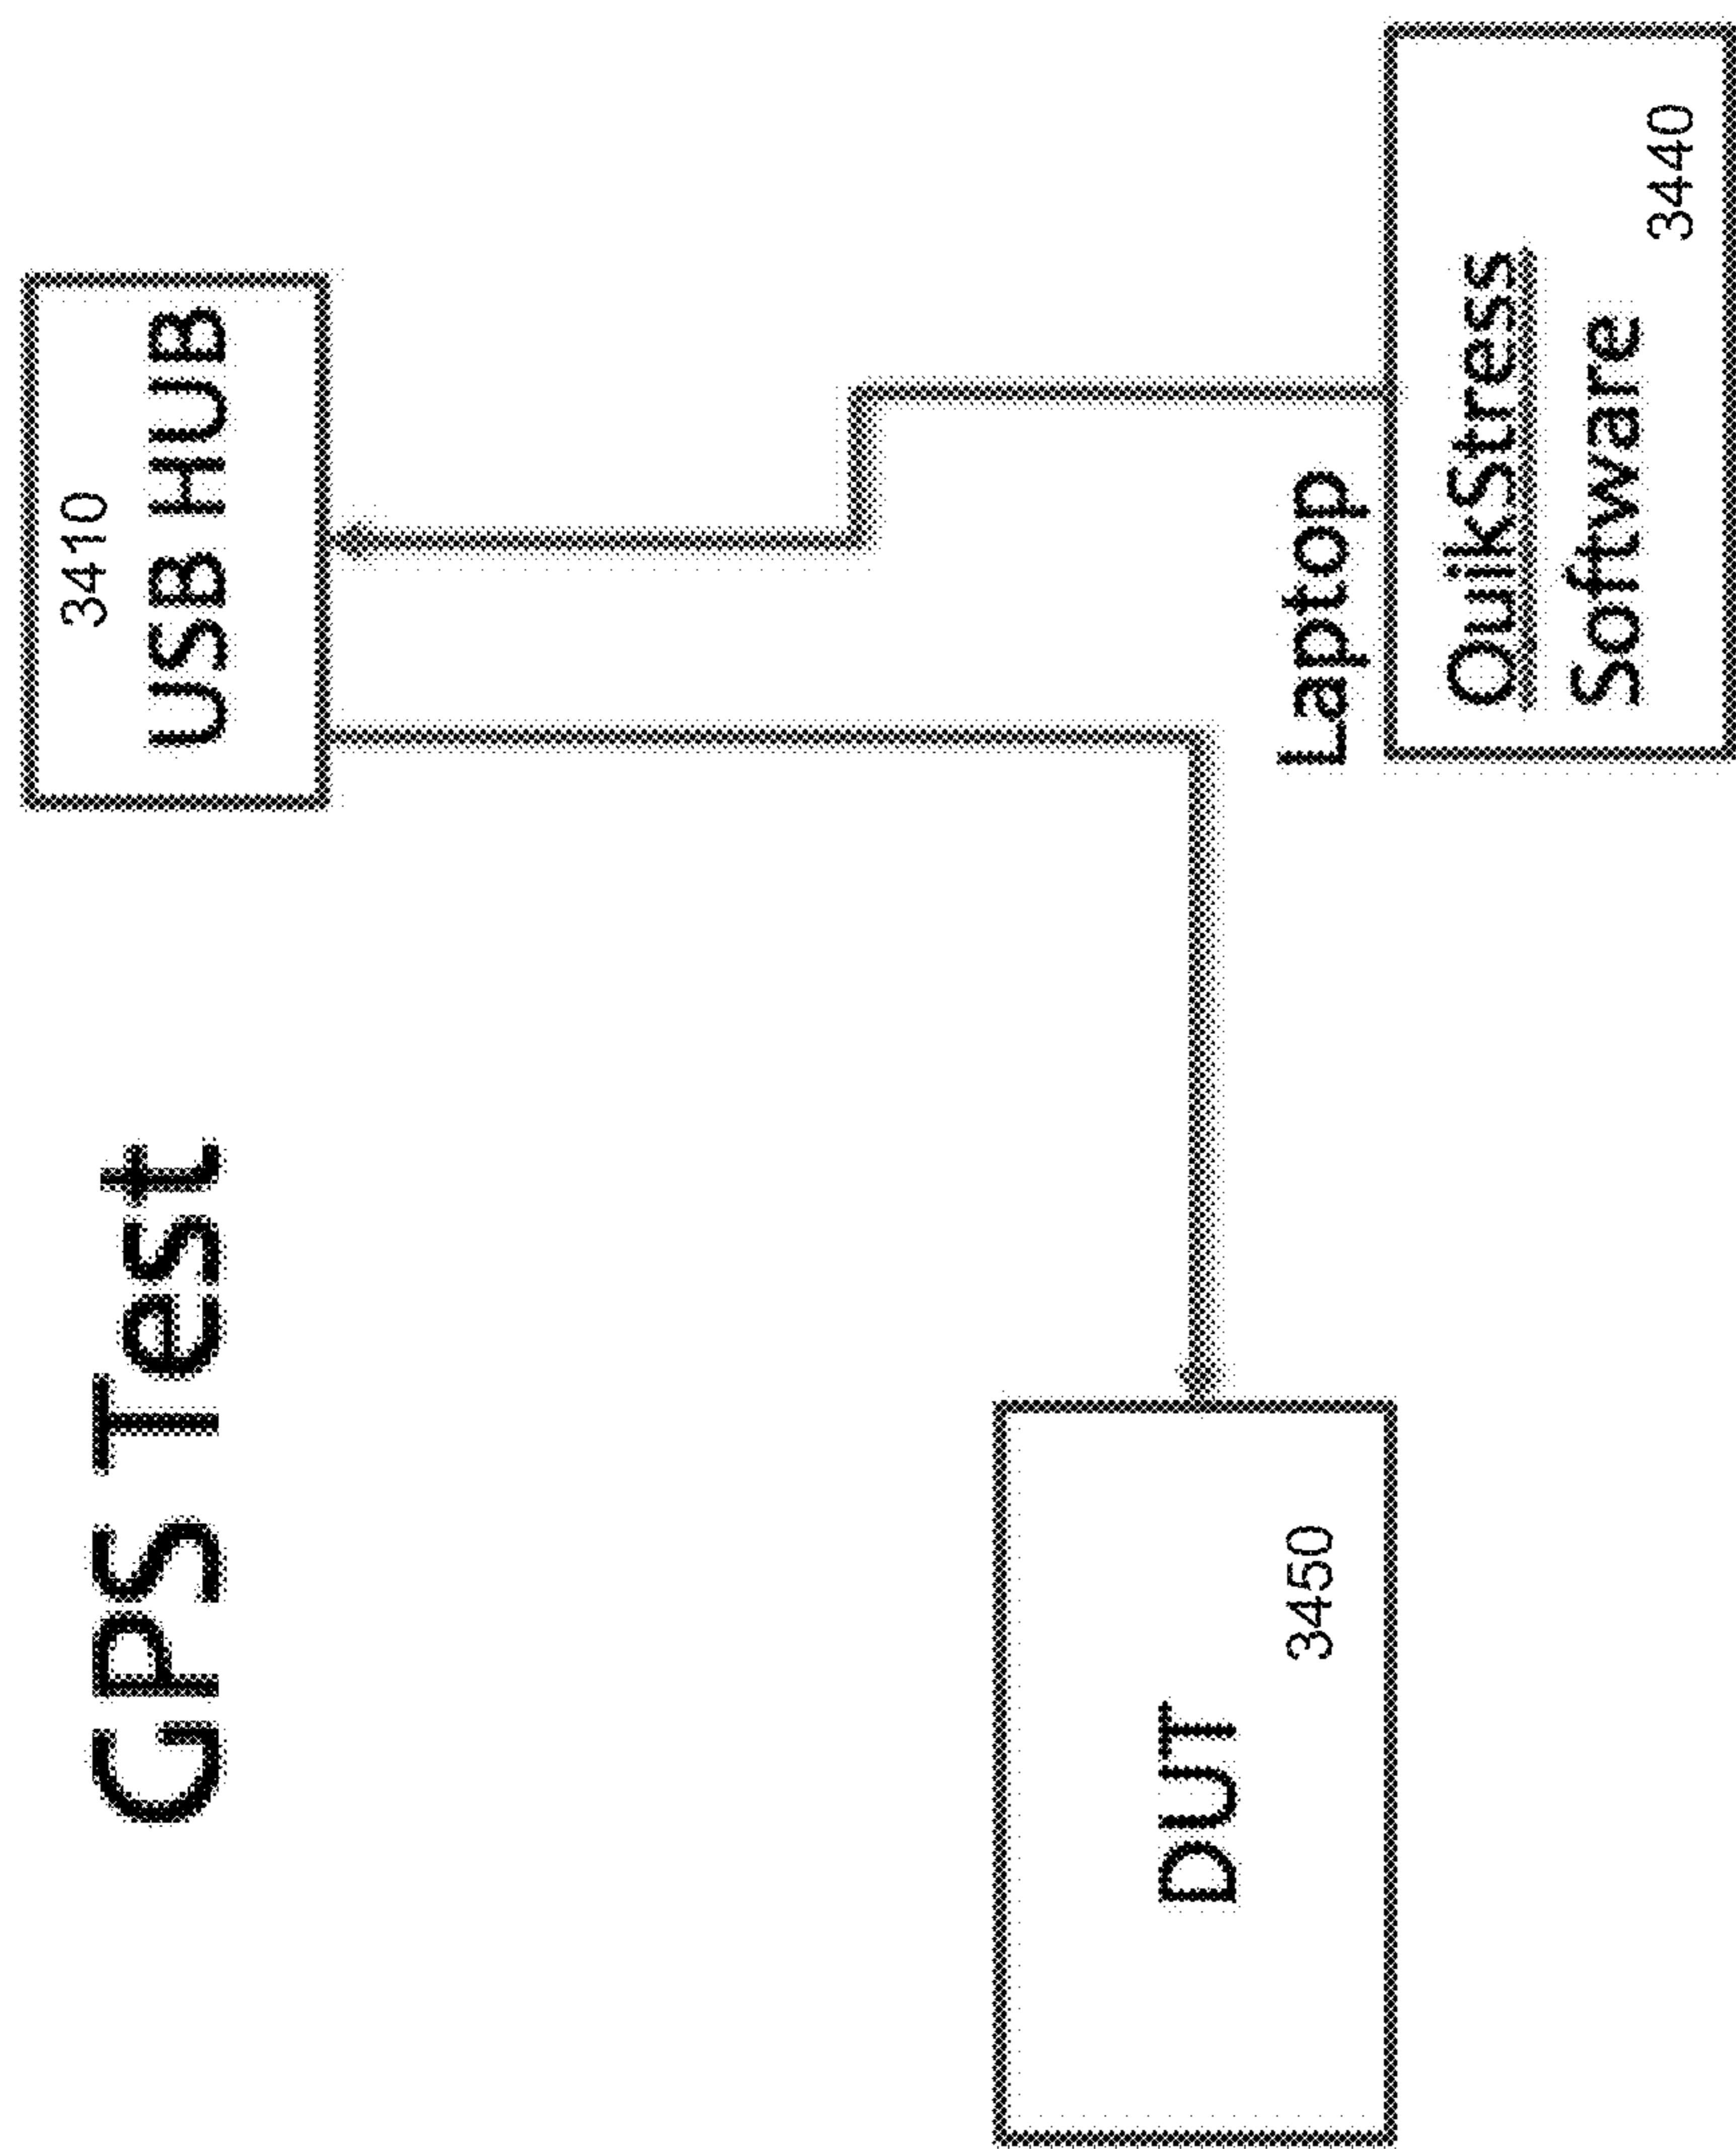 GPS Test
3410
USB HUB
DUT
3450
Laptop
QuikStress
Software
3440